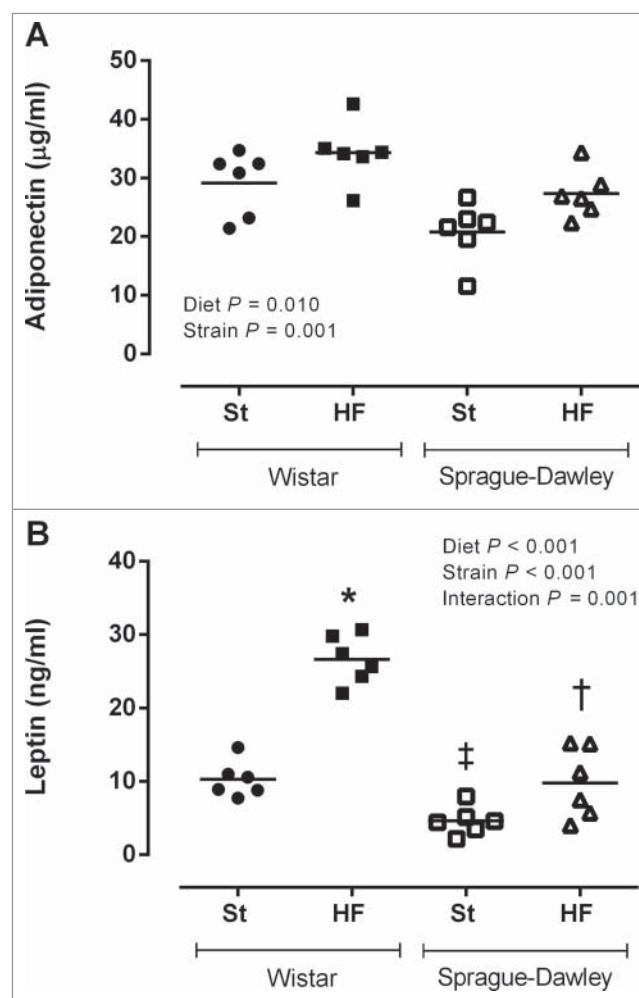 A
Adiponectin (µg/ml)
50
40
30
20
10
0
Diet P = 0.010
Strain P = 0.001
St HF St HF
Wistar Sprague-Dawley
B
Leptin (ng/ml)
40
30
20
10
0
Diet P < 0.001
Strain P < 0.001
Interaction P = 0.001
*
‡
†
St HF St HF
Wistar Sprague-Dawley